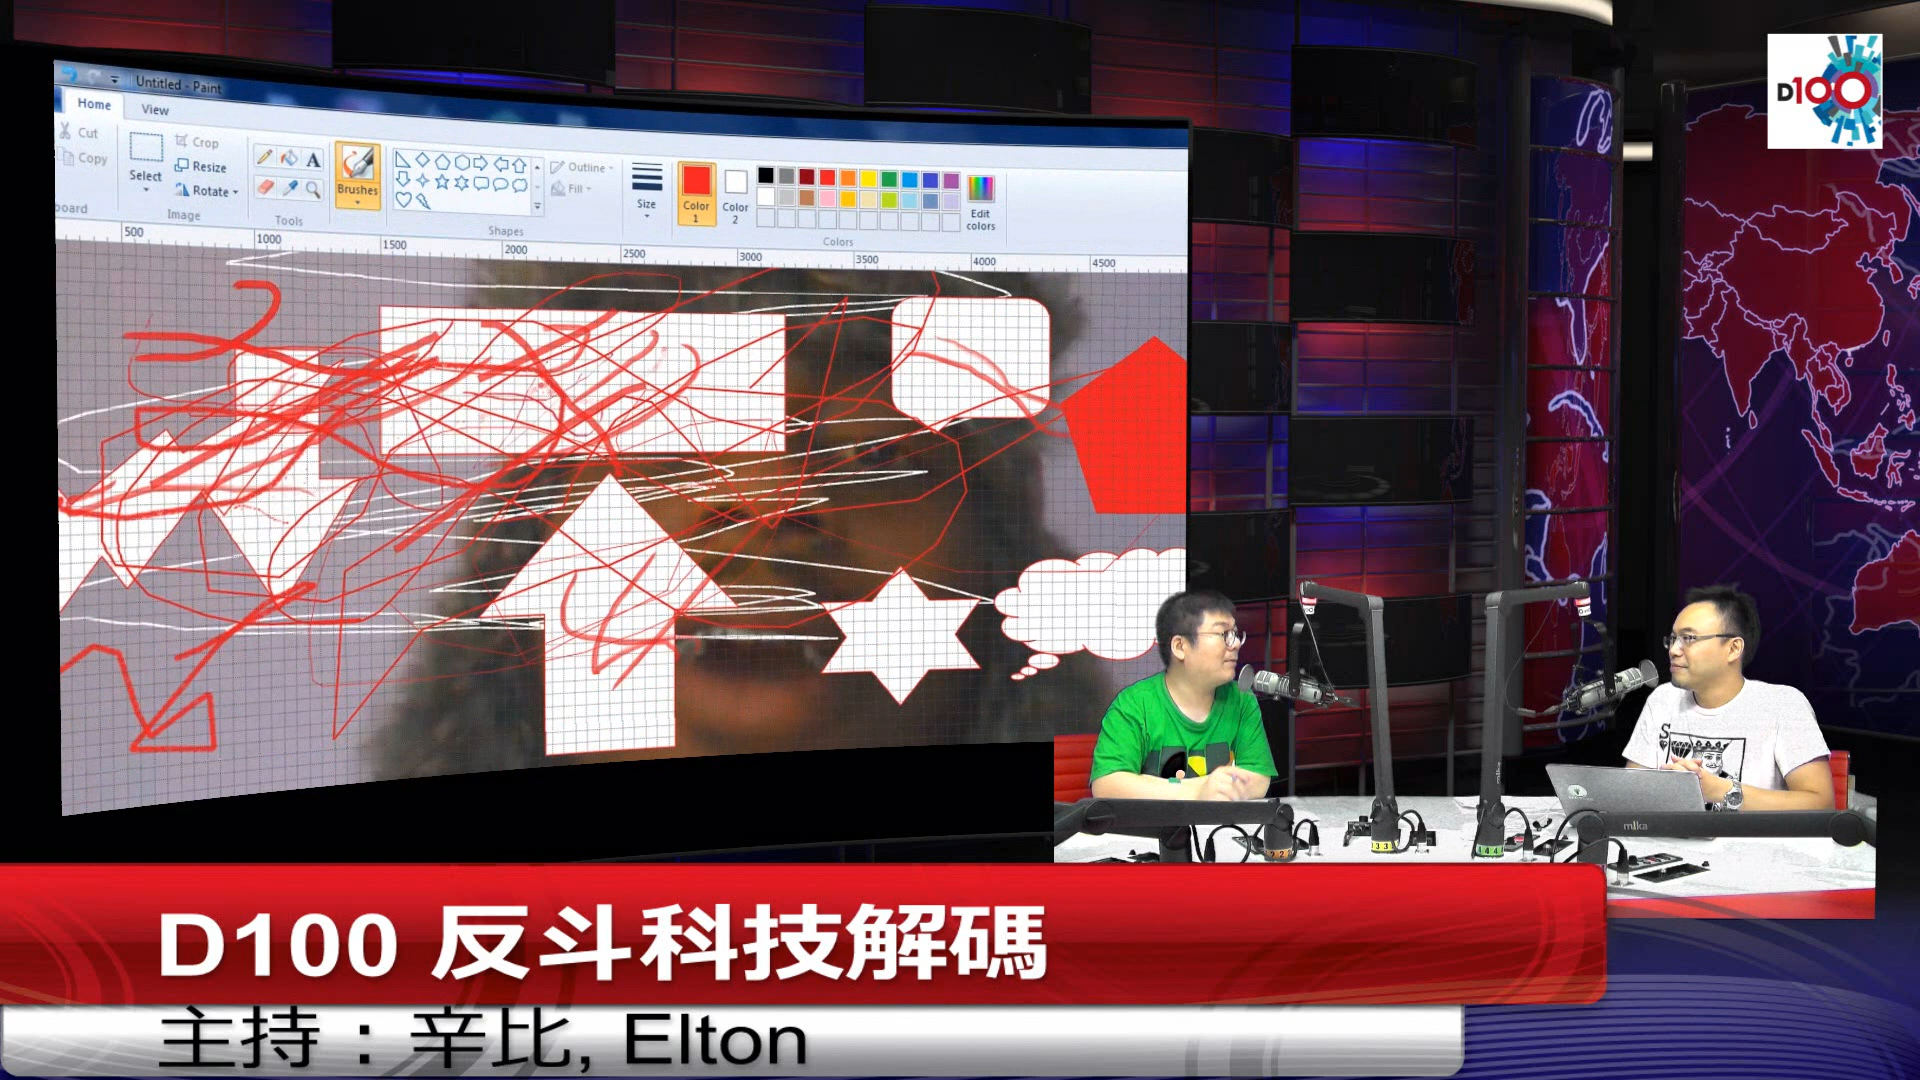 D100
Untitled - Paint
Home View
Cut
Copy
Select
Crop
Resize
Rotate
Image
Tools
Brushes
Shapes
Outline
Fill
Size
Color 1
Color 2
Edit colors
Colors
500 1000 1500 2000 2500 3000 3500 4000 4500
mika
D100 反斗科技解碼
主持：辛比, Elton